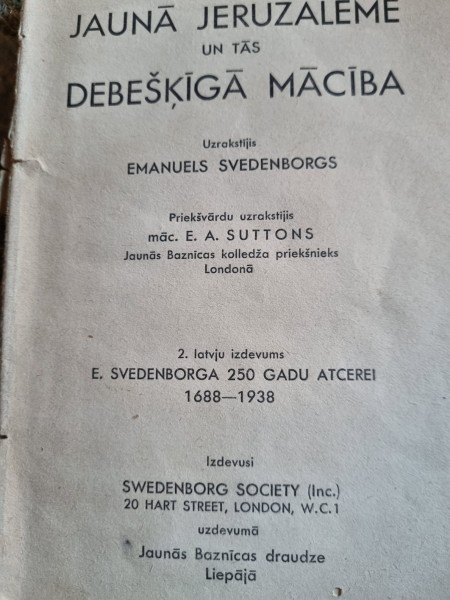 JAUNĀ JERUZALEME
UN TĀS
DEBEŠĶĪGĀ MĀCĪBA
Uzrakstījis
EMANUELS SVEDENBORGS
Priekšvārdu uzrakstījis
māc. E. A. SUTTONS
Jaunās Baznīcas kolledža priekšnieks
Londonā
2. latvju izdevums
E. SVEDENBORGA 250 GADU ATCEREI
1688—1938
Izdevusi
SWEDENBORG SOCIETY (Inc.)
20 HART STREET, LONDON, W.C.1
uzdevumā
Jaunās Baznīcas draudze
Liepājā